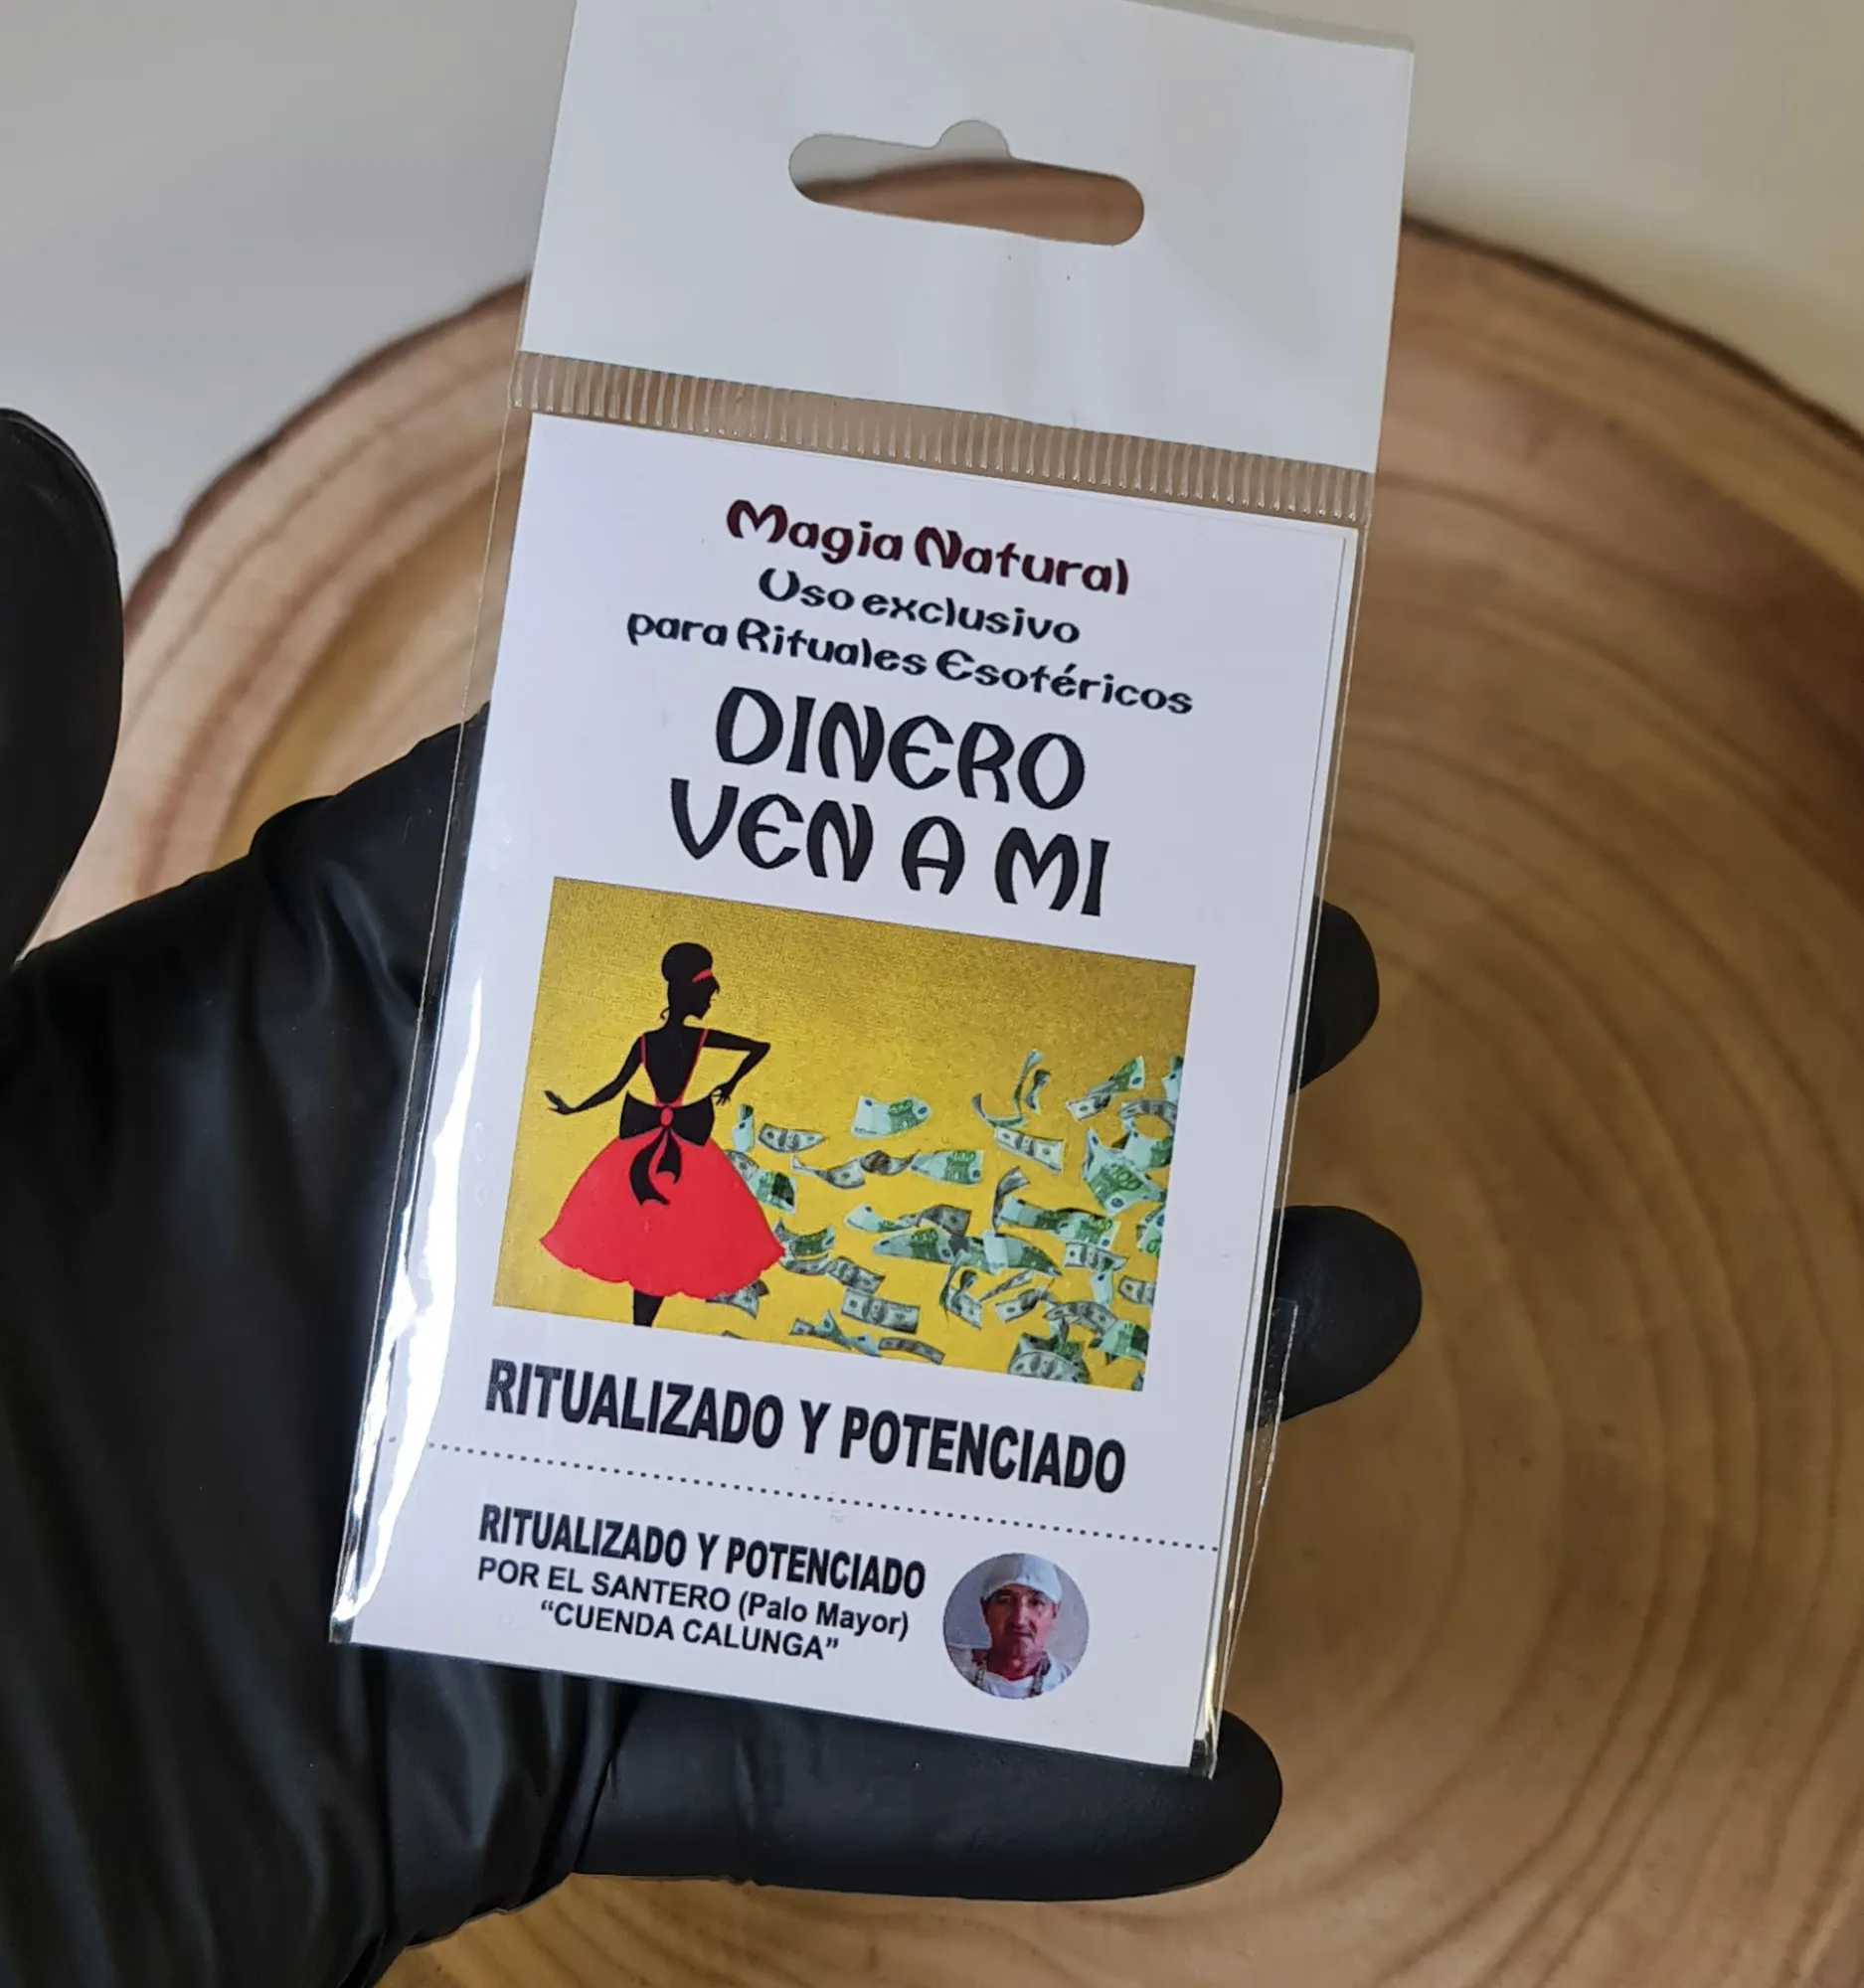 Magia Natural
Uso exclusivo
para Rituales Esotéricos
DINERO
VEN A MI
RITUALIZADO Y POTENCIADO
RITUALIZADO Y POTENCIADO
POR EL SANTERO (Palo Mayor)
“CUENDA CALUNGA”